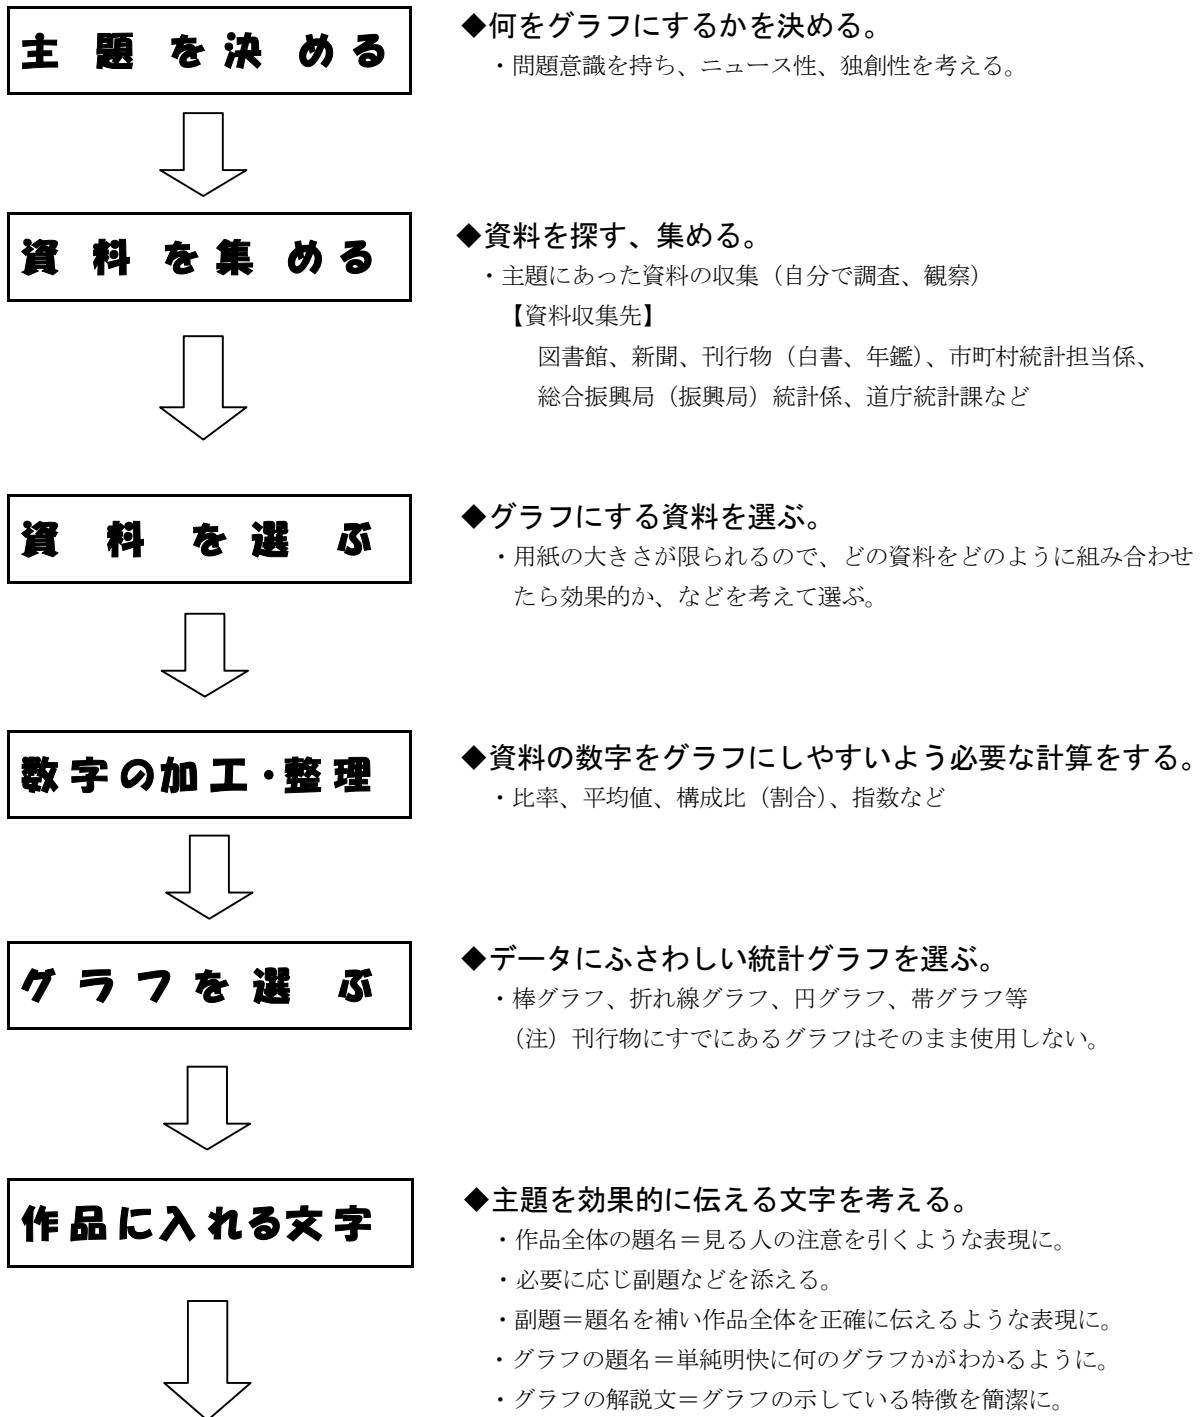 主題を決める
◆何をグラフにするかを決める。
・問題意識を持ち、ニュース性、独創性を考える。
資料を集める
◆資料を探す、集める。
・主題にあった資料の収集（自分で調査、観察）
【資料収集先】
図書館、新聞、刊行物（白書、年鑑）、市町村統計担当係、
総合振興局（振興局）統計係、道庁統計課など
資料を選ぶ
◆グラフにする資料を選ぶ。
・用紙の大きさが限られるので、どの資料をどのように組み合わせ
たら効果的か、などを考えて選ぶ。
数字の加工・整理
◆資料の数字をグラフにしやすいよう必要な計算をする。
・比率、平均値、構成比（割合）、指数など
グラフを選ぶ
◆データにふさわしい統計グラフを選ぶ。
・棒グラフ、折れ線グラフ、円グラフ、帯グラフ等
（注）刊行物にすでにあるグラフはそのまま使用しない。
作品に入れる文字
◆主題を効果的に伝える文字を考える。
・作品全体の題名＝見る人の注意を引くような表現に。
・必要に応じ副題などを添える。
・副題＝題名を補い作品全体を正確に伝えるような表現に。
・グラフの題名＝単純明快に何のグラフかがわかるように。
・グラフの解説文＝グラフの示している特徴を簡潔に。